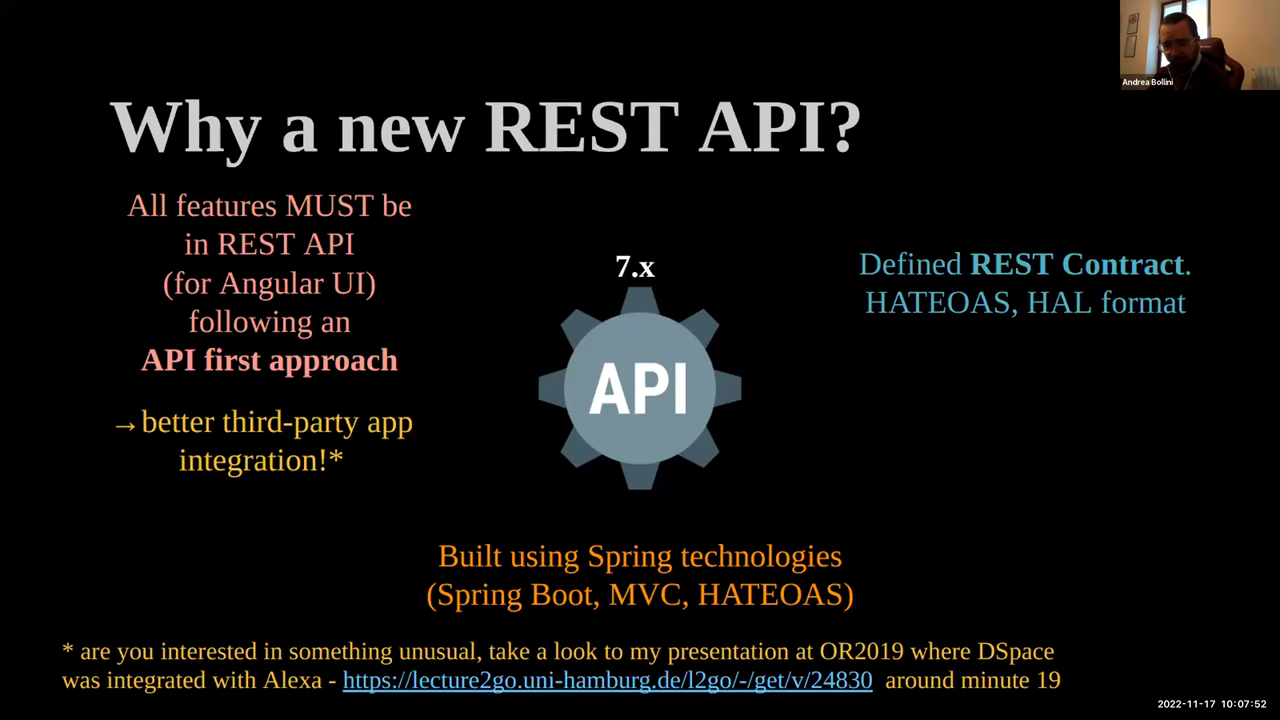 Andrea Bollini
Why a new REST API?
All features MUST be
in REST API
(for Angular UI)
following an
API first approach
→better third-party app
integration!*
7.x
API
Defined REST Contract.
HATEOAS, HAL format
Built using Spring technologies
(Spring Boot, MVC, HATEOAS)
* are you interested in something unusual, take a look to my presentation at OR2019 where DSpace
was integrated with Alexa - https://lecture2go.uni-hamburg.de/l2go/-/get/v/24830 around minute 19
2022-11-17 10:07:52